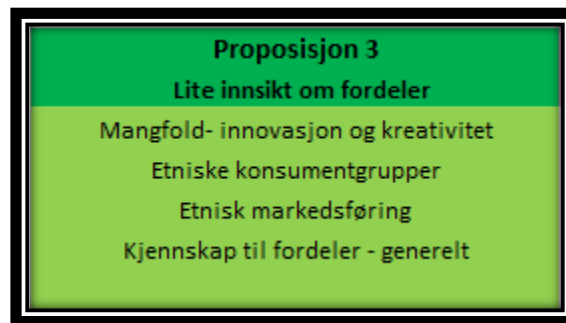 Proposisjon 3
Lite innsikt om fordeler
Mangfold- innovasjon og kreativitet
Etniske konsumentgrupper
Etnisk markedsføring
Kjennskap til fordeler - generelt